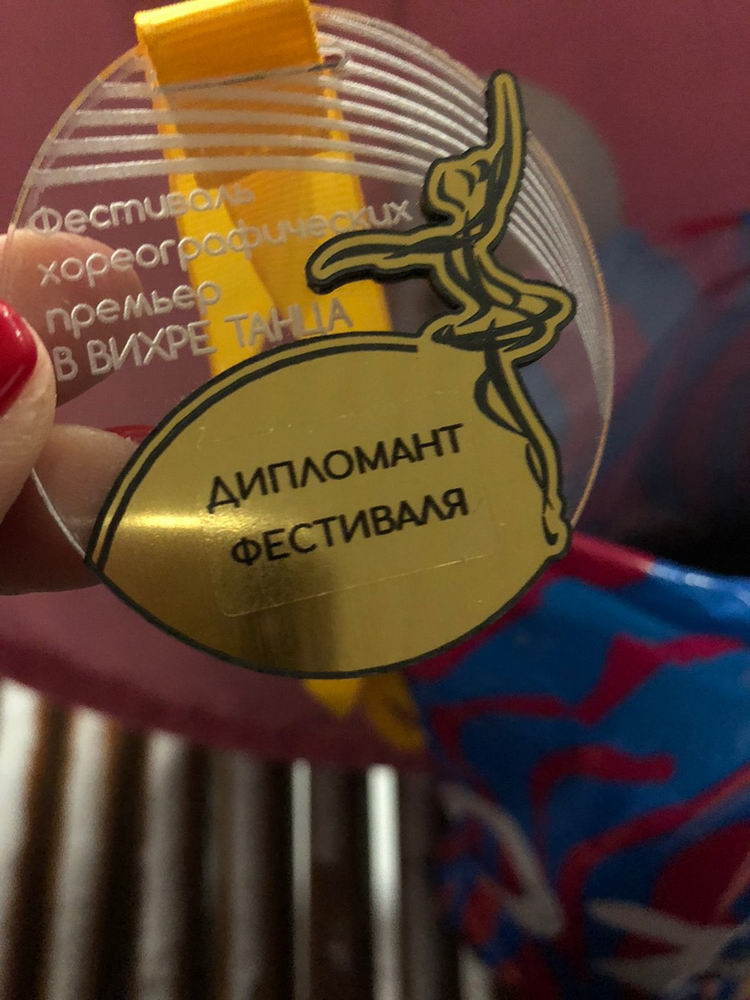 Фестиваль
хореографических
премьер
В ВИХРЕ ТАНЦА
ДИПЛОМАНТ
ФЕСТИВАЛЯ